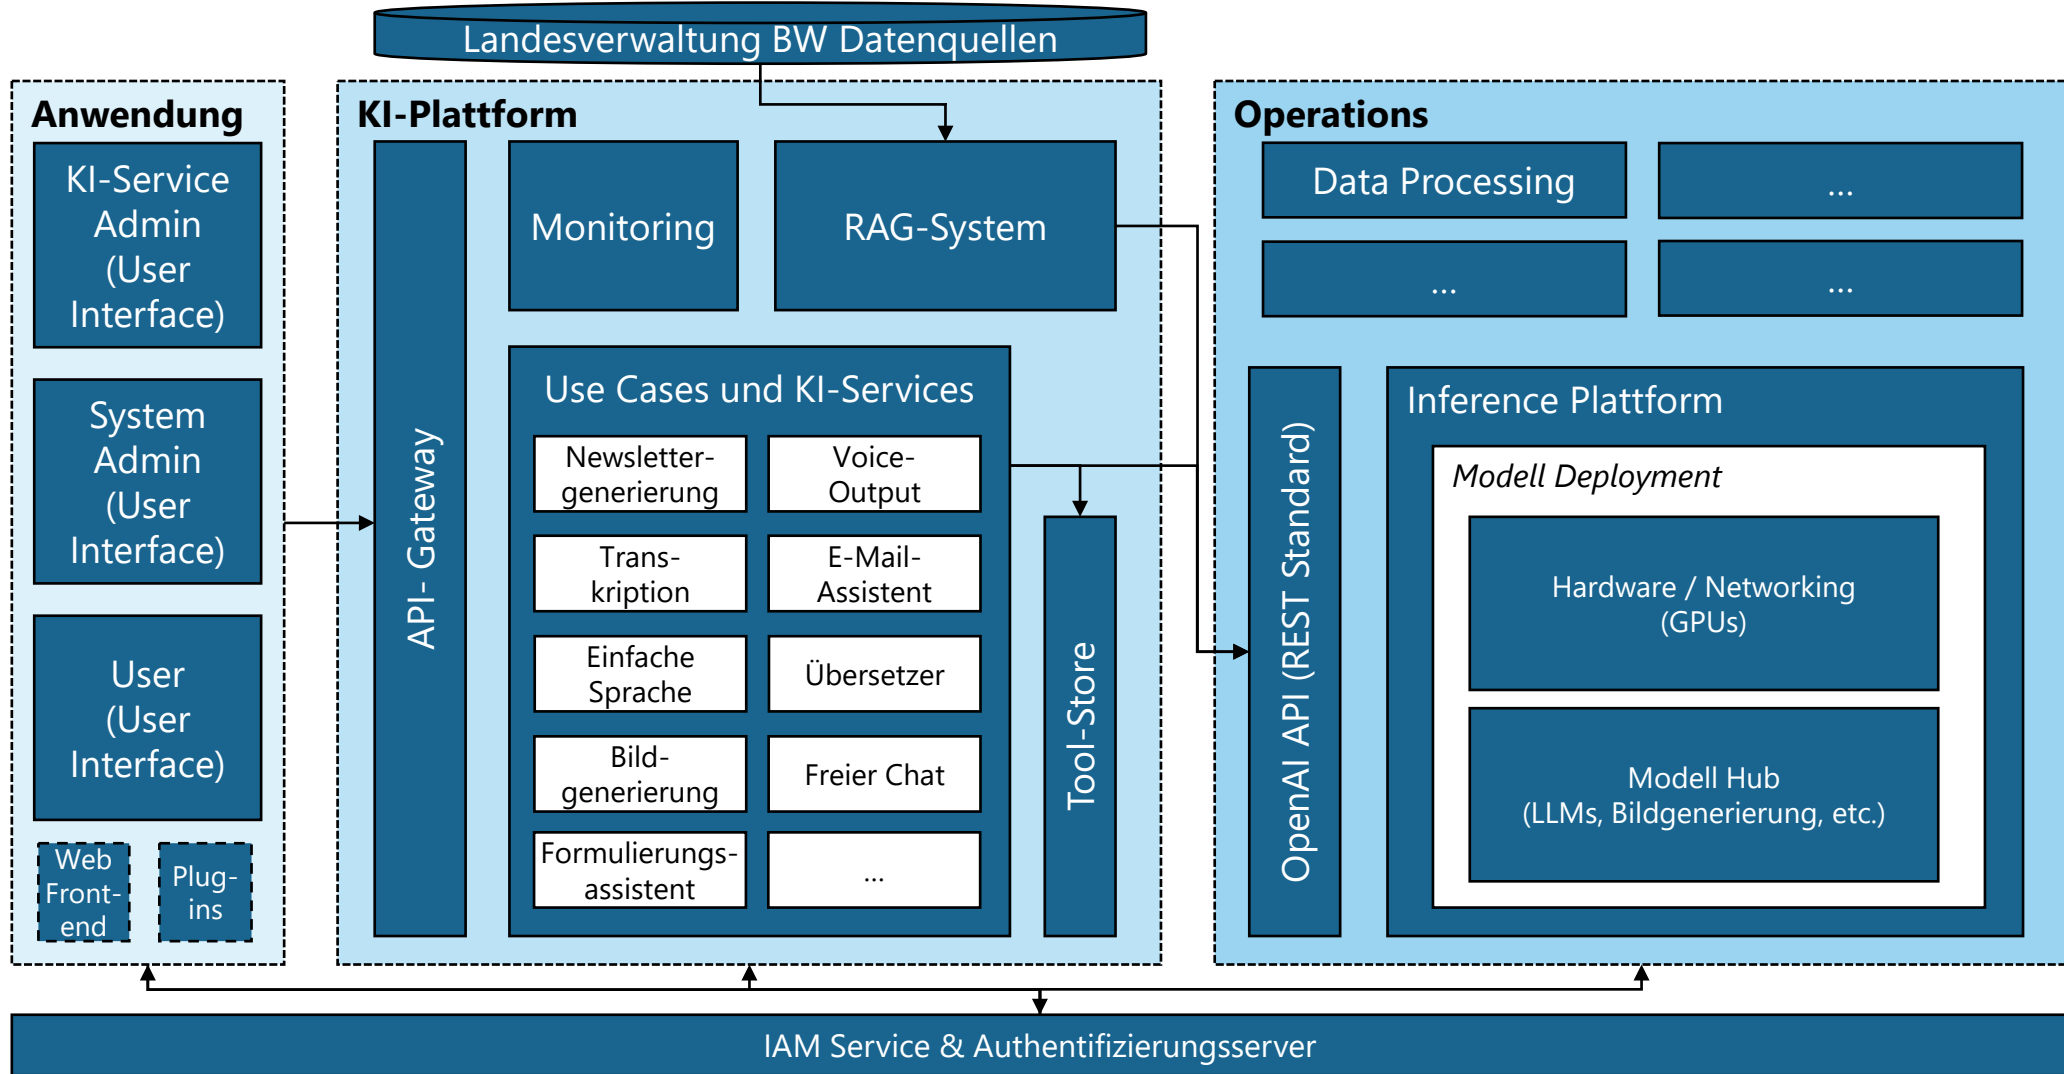 Landesverwaltung BW Datenquellen
Anwendung
KI-Service
Admin
(User
Interface)
System
Admin
(User
Interface)
User
(User
Interface)
Web
Front-
end
Plug-
ins
KI-Plattform
API- Gateway
Monitoring
RAG-System
Use Cases und KI-Services
Newsletter-
generierung
Voice-
Output
Trans-
kription
E-Mail-
Assistent
Einfache
Sprache
Übersetzer
Bild-
generierung
Freier Chat
Formulierungs-
assistent
...
Tool-Store
Operations
Data Processing
...
...
...
OpenAI API (REST Standard)
Inference Plattform
Modell Deployment
Hardware / Networking
(GPUs)
Modell Hub
(LLMs, Bildgenerierung, etc.)
IAM Service & Authentifizierungsserver